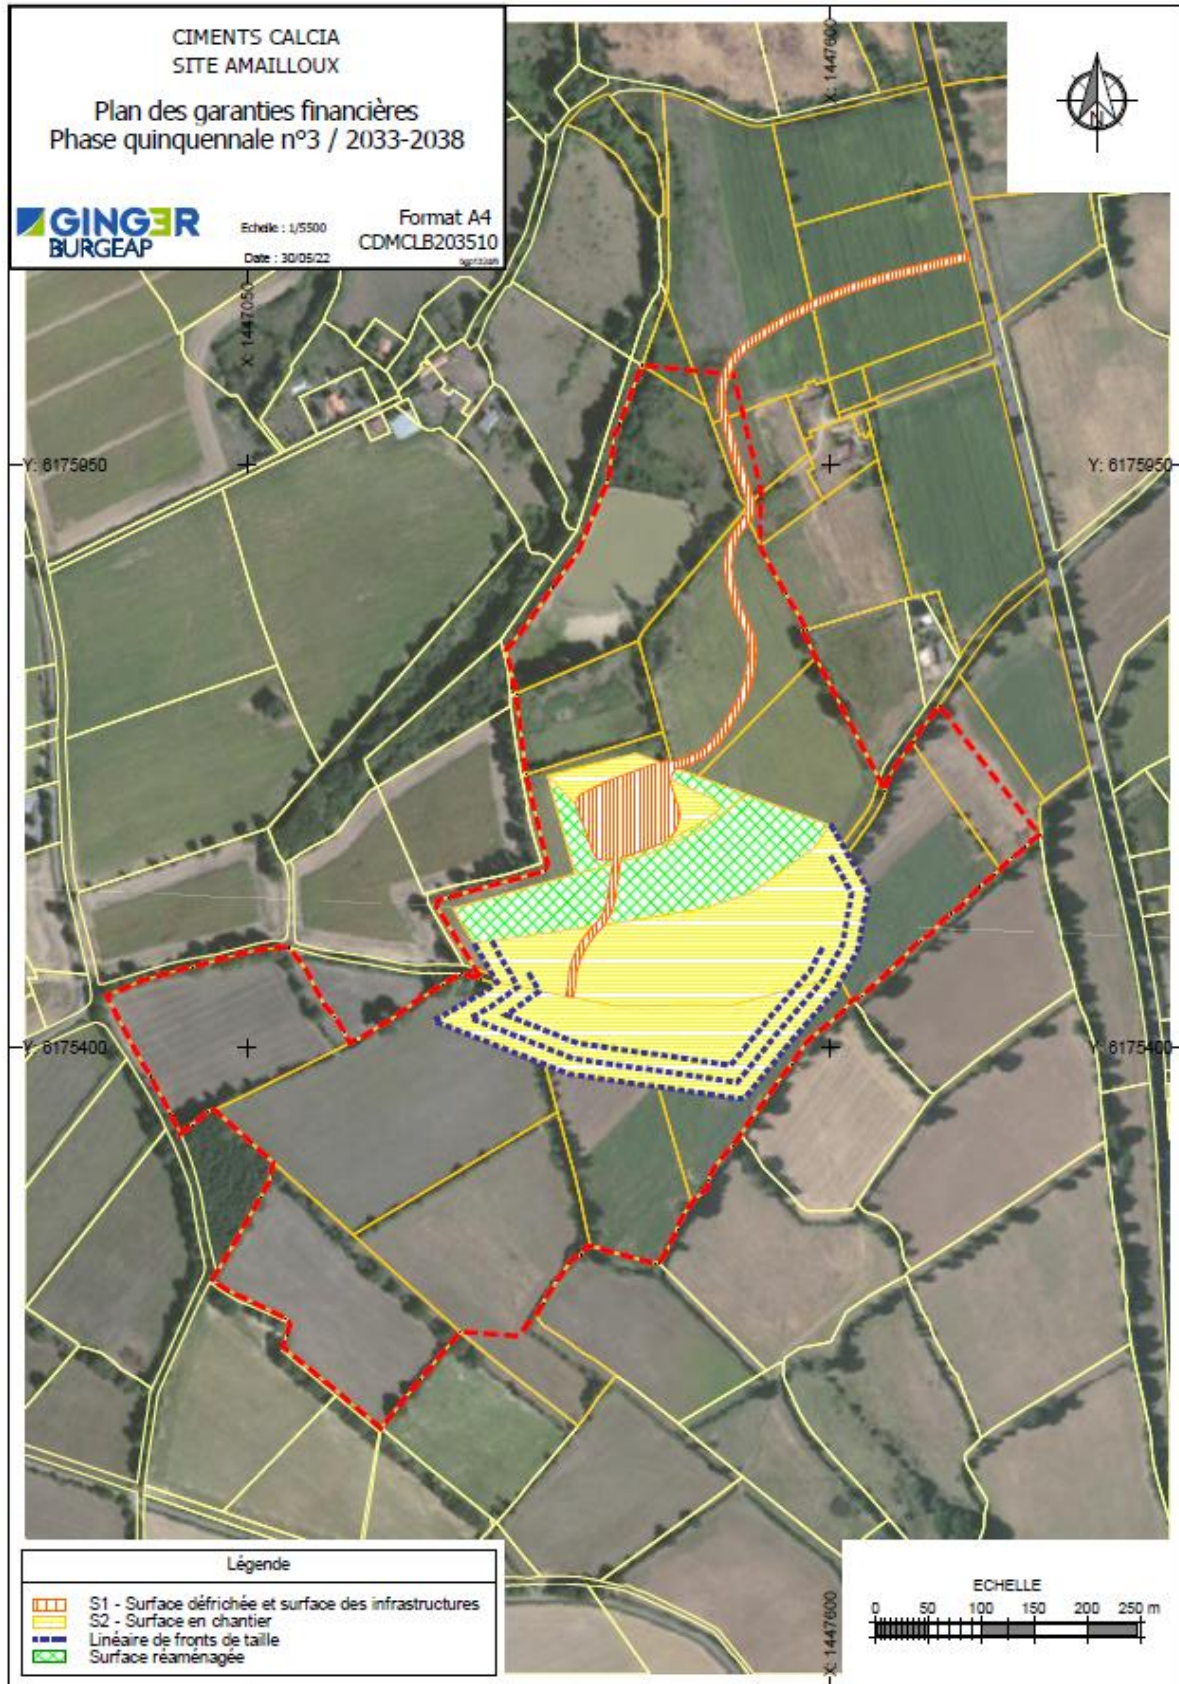 CIMENTS CALCIA
SITE AMAILLOUX
Plan des garanties financières
Phase quinquennale n°3 / 2033-2038
GINGER
BURGEAP
Echelle : 1/5500
Date : 30/05/22
Format A4
CDMCLB203510
X: 1447050
X: 1447600
N
Y: 6175950
Y: 6175950
Y: 6175400
Y: 6175400
X: 1447600
Légende
S1 - Surface défrichée et surface des infrastructures
S2 - Surface en chantier
Linéaire de fronts de taille
Surface réaménagée
ECHELLE
0 50 100 150 200 250 m